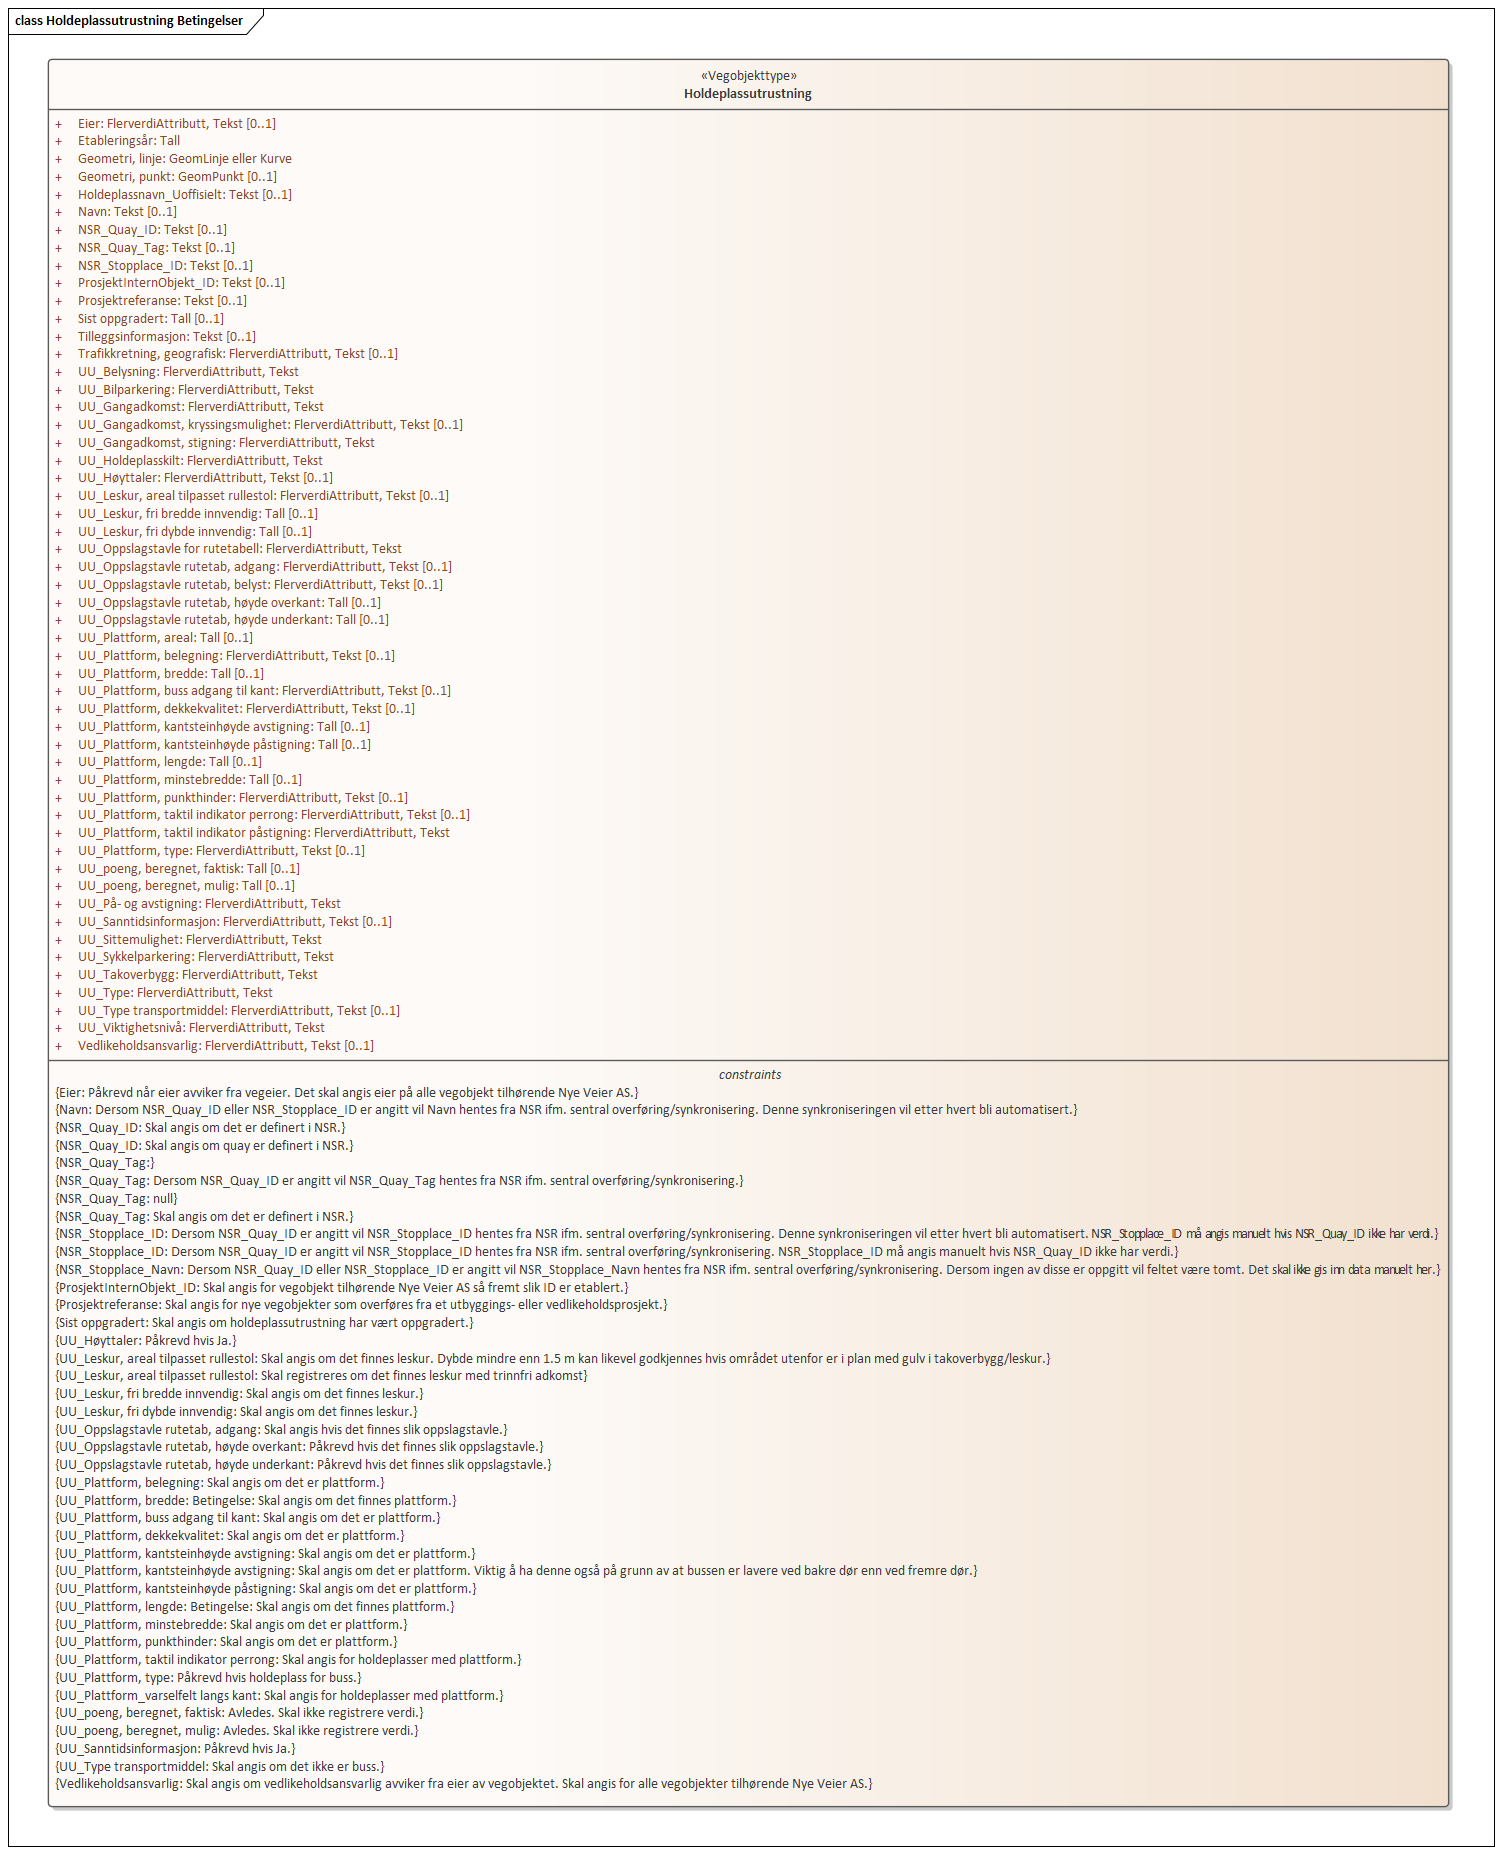 class Holdeplassutrustning Betingelser
«Vegobjekttype»
Holdeplassutrustning
+ Eier: FlerverdiAttributt, Tekst [0..1]
+ Etableringsår: Tall
+ Geometri, linje: GeomLinje eller Kurve
+ Geometri, punkt: GeomPunkt [0..1]
+ Holdeplassnavn_Uoffisielt: Tekst [0..1]
+ Navn: Tekst [0..1]
+ NSR_Quay_ID: Tekst [0..1]
+ NSR_Quay_Tag: Tekst [0..1]
+ NSR_Stopplace_ID: Tekst [0..1]
+ ProsjektInternObjekt_ID: Tekst [0..1]
+ Prosjektreferanse: Tekst [0..1]
+ Sist oppgradert: Tall [0..1]
+ Tilleggsinformasjon: Tekst [0..1]
+ Trafikkretning, geografisk: FlerverdiAttributt, Tekst [0..1]
+ UU_Belysning: FlerverdiAttributt, Tekst
+ UU_Bilparkering: FlerverdiAttributt, Tekst
+ UU_Gangadkomst: FlerverdiAttributt, Tekst
+ UU_Gangadkomst, kryssingsmulighet: FlerverdiAttributt, Tekst [0..1]
+ UU_Gangadkomst, stigning: FlerverdiAttributt, Tekst
+ UU_Holdeplasskilt: FlerverdiAttributt, Tekst
+ UU_Høyttaler: FlerverdiAttributt, Tekst [0..1]
+ UU_Leskur, areal tilpasset rullestol: FlerverdiAttributt, Tekst [0..1]
+ UU_Leskur, fri bredde innvendig: Tall [0..1]
+ UU_Leskur, fri dybde innvendig: Tall [0..1]
+ UU_Oppslagstavle for rutetabell: FlerverdiAttributt, Tekst
+ UU_Oppslagstavle rutetab, adgang: FlerverdiAttributt, Tekst [0..1]
+ UU_Oppslagstavle rutetab, belyst: FlerverdiAttributt, Tekst [0..1]
+ UU_Oppslagstavle rutetab, høyde overkant: Tall [0..1]
+ UU_Oppslagstavle rutetab, høyde underkant: Tall [0..1]
+ UU_Plattform, areal: Tall [0..1]
+ UU_Plattform, belegning: FlerverdiAttributt, Tekst [0..1]
+ UU_Plattform, bredde: Tall [0..1]
+ UU_Plattform, buss adgang til kant: FlerverdiAttributt, Tekst [0..1]
+ UU_Plattform, dekkekvalitet: FlerverdiAttributt, Tekst [0..1]
+ UU_Plattform, kantsteinhøyde avstigning: Tall [0..1]
+ UU_Plattform, kantsteinhøyde påstigning: Tall [0..1]
+ UU_Plattform, lengde: Tall [0..1]
+ UU_Plattform, minstebredde: Tall [0..1]
+ UU_Plattform, punkthinder: FlerverdiAttributt, Tekst [0..1]
+ UU_Plattform, taktil indikator perrong: FlerverdiAttributt, Tekst [0..1]
+ UU_Plattform, taktil indikator påstigning: FlerverdiAttributt, Tekst
+ UU_Plattform, type: FlerverdiAttributt, Tekst [0..1]
+ UU_poeng, beregnet, faktisk: Tall [0..1]
+ UU_poeng, beregnet, mulig: Tall [0..1]
+ UU_På- og avstigning: FlerverdiAttributt, Tekst
+ UU_Sanntidsinformasjon: FlerverdiAttributt, Tekst [0..1]
+ UU_Sittemulighet: FlerverdiAttributt, Tekst
+ UU_Sykkelparkering: FlerverdiAttributt, Tekst
+ UU_Takoverbygg: FlerverdiAttributt, Tekst
+ UU_Type: FlerverdiAttributt, Tekst
+ UU_Type transportmiddel: FlerverdiAttributt, Tekst [0..1]
+ UU_Viktighetsnivå: FlerverdiAttributt, Tekst
+ Vedlikeholdsansvarlig: FlerverdiAttributt, Tekst [0..1]
constraints
{Eier: Påkrevd når eier avviker fra vegeier. Det skal angis eier på alle vegobjekt tilhørende Nye Veier AS.}
{Navn: Dersom NSR_Quay_ID eller NSR_Stopplace_ID er angitt vil Navn hentes fra NSR ifm. sentral overføring/synkronisering. Denne synkroniseringen vil etter hvert bli automatisert.}
{NSR_Quay_ID: Skal angis om det er definert i NSR.}
{NSR_Quay_ID: Skal angis om quay er definert i NSR.}
{NSR_Quay_Tag:}
{NSR_Quay_Tag: Dersom NSR_Quay_ID er angitt vil NSR_Quay_Tag hentes fra NSR ifm. sentral overføring/synkronisering.}
{NSR_Quay_Tag: null}
{NSR_Quay_Tag: Skal angis om det er definert i NSR.}
{NSR_Stopplace_ID: Dersom NSR_Quay_ID er angitt vil NSR_Stopplace_ID hentes fra NSR ifm. sentral overføring/synkronisering. Denne synkroniseringen vil etter hvert bli automatisert. NSR_Stopplace_ID må angis manuelt hvis NSR_Quay_ID ikke har verdi.}
{NSR_Stopplace_ID: Dersom NSR_Quay_ID er angitt vil NSR_Stopplace_ID hentes fra NSR ifm. sentral overføring/synkronisering. NSR_Stopplace_ID må angis manuelt hvis NSR_Quay_ID ikke har verdi.}
{NSR_Stopplace_Navn: Dersom NSR_Quay_ID eller NSR_Stopplace_ID er angitt vil NSR_Stopplace_Navn hentes fra NSR ifm. sentral overføring/synkronisering. Dersom ingen av disse er oppgitt vil feltet være tomt. Det skal ikke gis inn data manuelt her.}
{ProsjektInternObjekt_ID: Skal angis for vegobjekt tilhørende Nye Veier AS så fremt slik ID er etablert.}
{Prosjektreferanse: Skal angis for nye vegobjekter som overføres fra et utbyggings- eller vedlikeholdsprosjekt.}
{Sist oppgradert: Skal angis om holdeplassutrustning har vært oppgradert.}
{UU_Høyttaler: Påkrevd hvis Ja.}
{UU_Leskur, areal tilpasset rullestol: Skal angis om det finnes leskur. Dybde mindre enn 1.5 m kan likevel godkjennes hvis området utenfor er i plan med gulv i takoverbygg/leskur.}
{UU_Leskur, areal tilpasset rullestol: Skal registreres om det finnes leskur med trinnfri adkomst}
{UU_Leskur, fri bredde innvendig: Skal angis om det finnes leskur.}
{UU_Leskur, fri dybde innvendig: Skal angis om det finnes leskur.}
{UU_Oppslagstavle rutetab, adgang: Skal angis hvis det finnes slik oppslagstavle.}
{UU_Oppslagstavle rutetab, høyde overkant: Påkrevd hvis det finnes slik oppslagstavle.}
{UU_Oppslagstavle rutetab, høyde underkant: Påkrevd hvis det finnes slik oppslagstavle.}
{UU_Plattform, belegning: Skal angis om det er plattform.}
{UU_Plattform, bredde: Betingelse: Skal angis om det finnes plattform.}
{UU_Plattform, buss adgang til kant: Skal angis om det er plattform.}
{UU_Plattform, dekkekvalitet: Skal angis om det er plattform.}
{UU_Plattform, kantsteinhøyde avstigning: Skal angis om det er plattform.}
{UU_Plattform, kantsteinhøyde avstigning: Skal angis om det er plattform. Viktig å ha denne også på grunn av at bussen er lavere ved bakre dør enn ved fremre dør.}
{UU_Plattform, kantsteinhøyde påstigning: Skal angis om det er plattform.}
{UU_Plattform, lengde: Betingelse: Skal angis om det finnes plattform.}
{UU_Plattform, minstebredde: Skal angis om det er plattform.}
{UU_Plattform, punkthinder: Skal angis om det er plattform.}
{UU_Plattform, taktil indikator perrong: Skal angis for holdeplasser med plattform.}
{UU_Plattform, type: Påkrevd hvis holdeplass for buss.}
{UU_Plattform_varselfelt langs kant: Skal angis for holdeplasser med plattform.}
{UU_poeng, beregnet, faktisk: Avledes. Skal ikke registrere verdi.}
{UU_poeng, beregnet, mulig: Avledes. Skal ikke registrere verdi.}
{UU_Sanntidsinformasjon: Påkrevd hvis Ja.}
{UU_Type transportmiddel: Skal angis om det ikke er buss.}
{Vedlikeholdsansvarlig: Skal angis om vedlikeholdsansvarlig avviker fra eier av vegobjektet. Skal angis for alle vegobjekter tilhørende Nye Veier AS.}